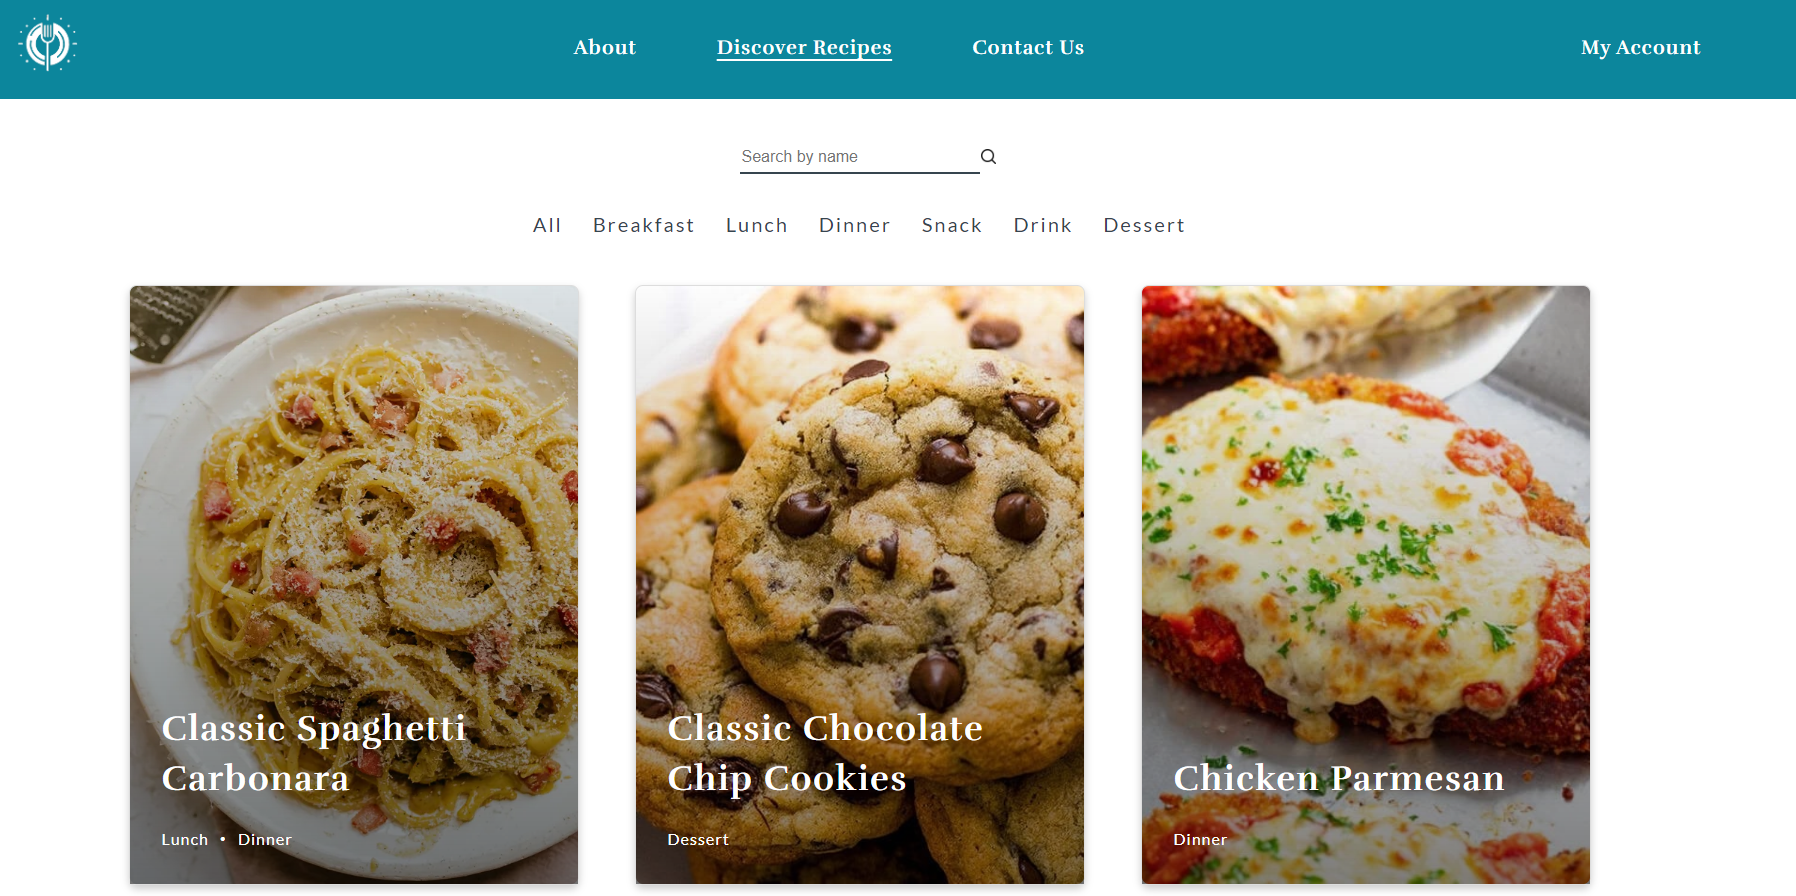 About
Discover Recipes
Contact Us
My Account
Search by name
All
Breakfast
Lunch
Dinner
Snack
Drink
Dessert
Classic Spaghetti
Carbonara
Lunch • Dinner
Classic Chocolate
Chip Cookies
Dessert
Chicken Parmesan
Dinner